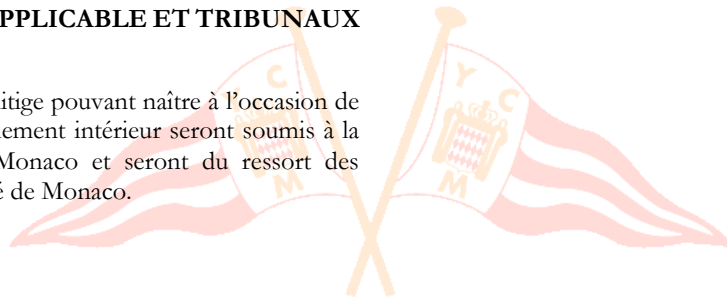 PPLICABLE ET TRIBUNAUX
itige pouvant naître à l'occasion de
lement intérieur seront soumis à la
Monaco et seront du ressort des
é de Monaco.
Y C
M
Y C
M